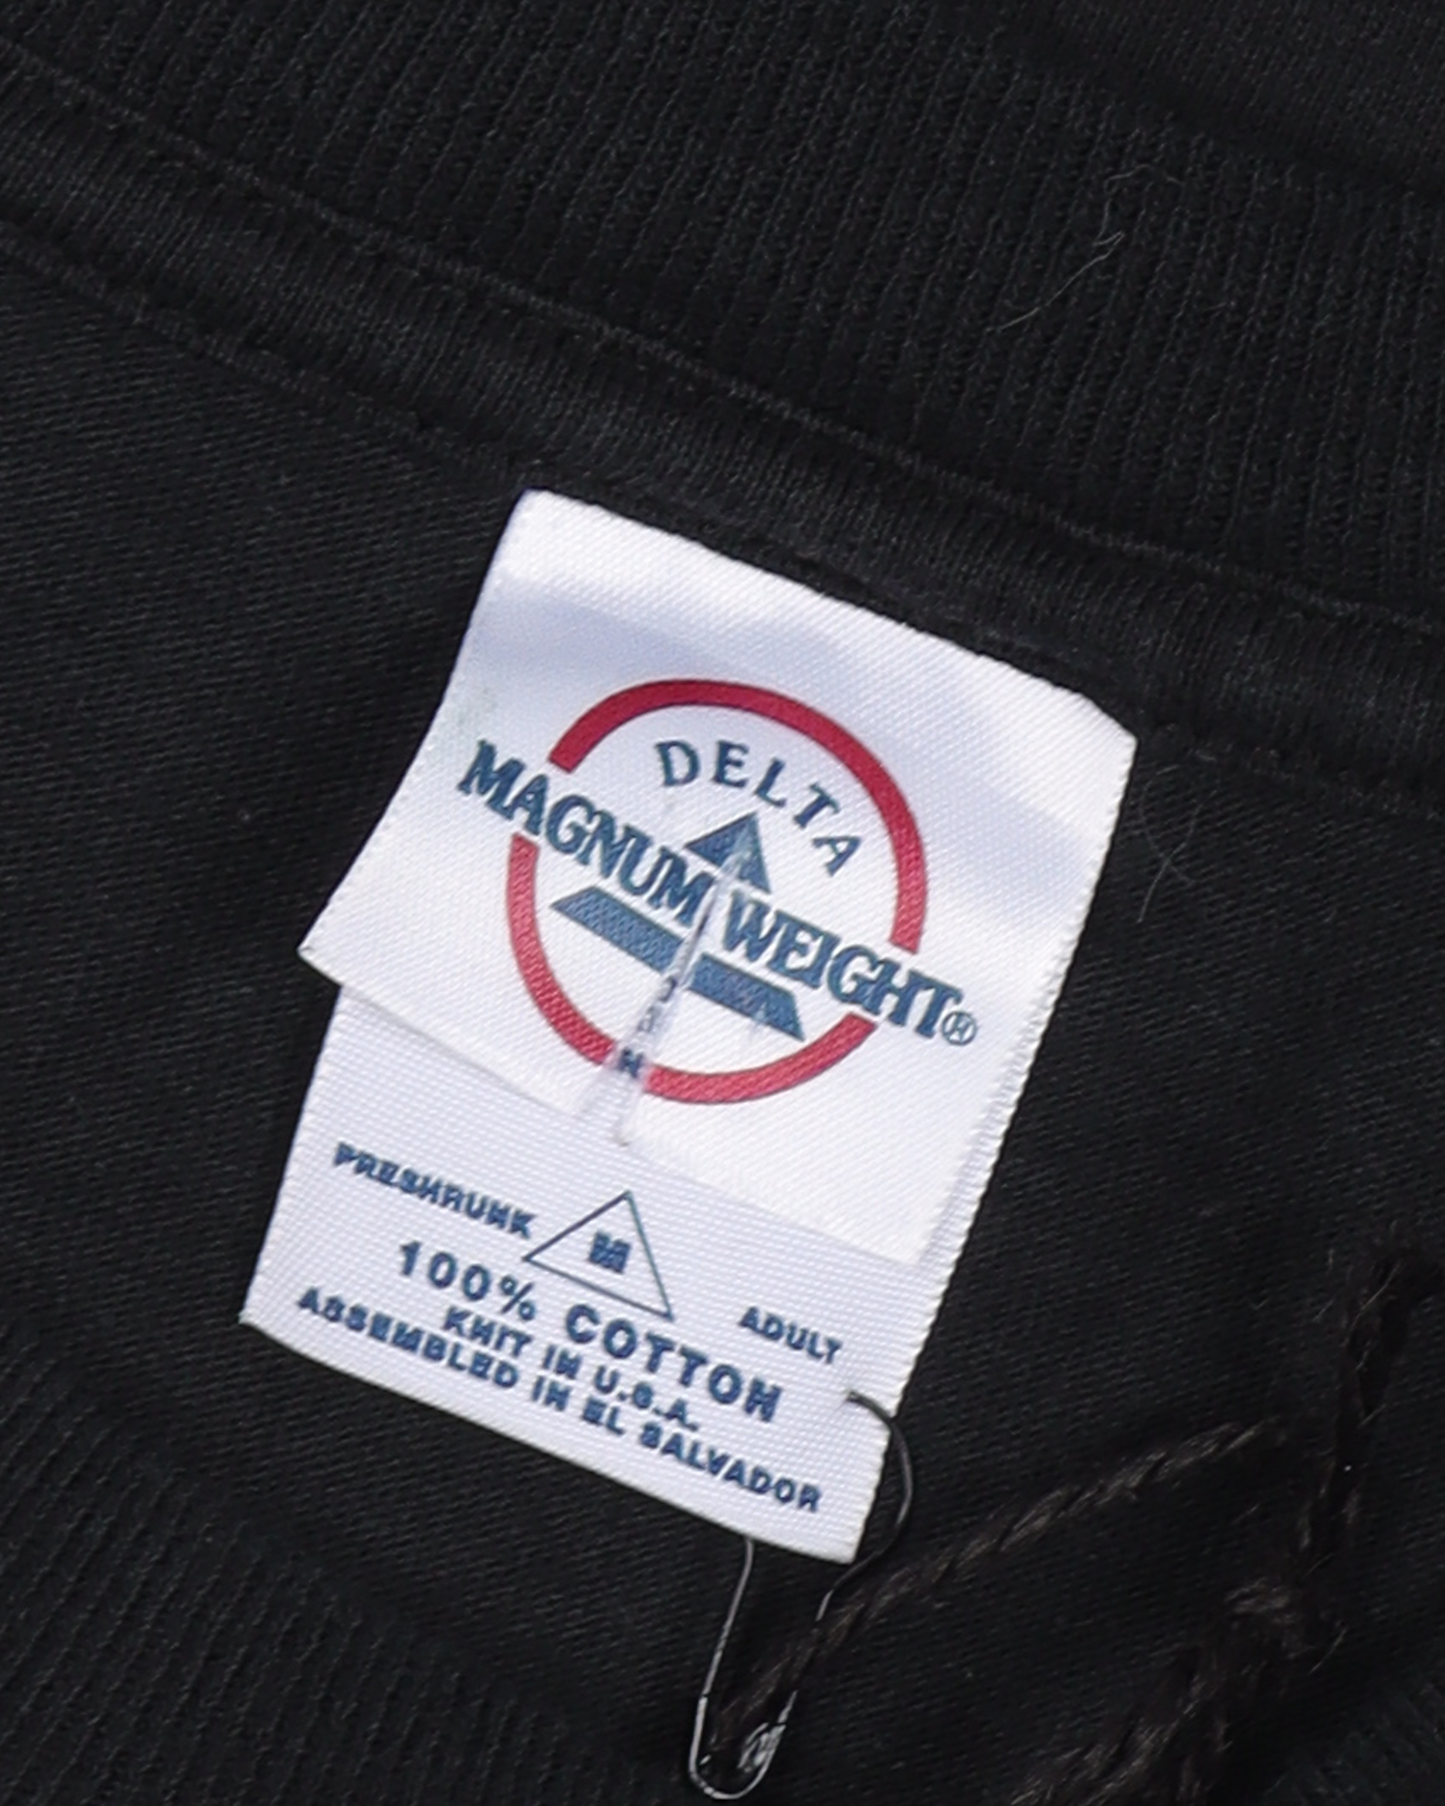 DELTA
MAGNUM WEIGHT®
PRESHRUNK M ADULT
100% COTTON
KNIT IN U.S.A.
ASSEMBLED IN EL SALVADOR